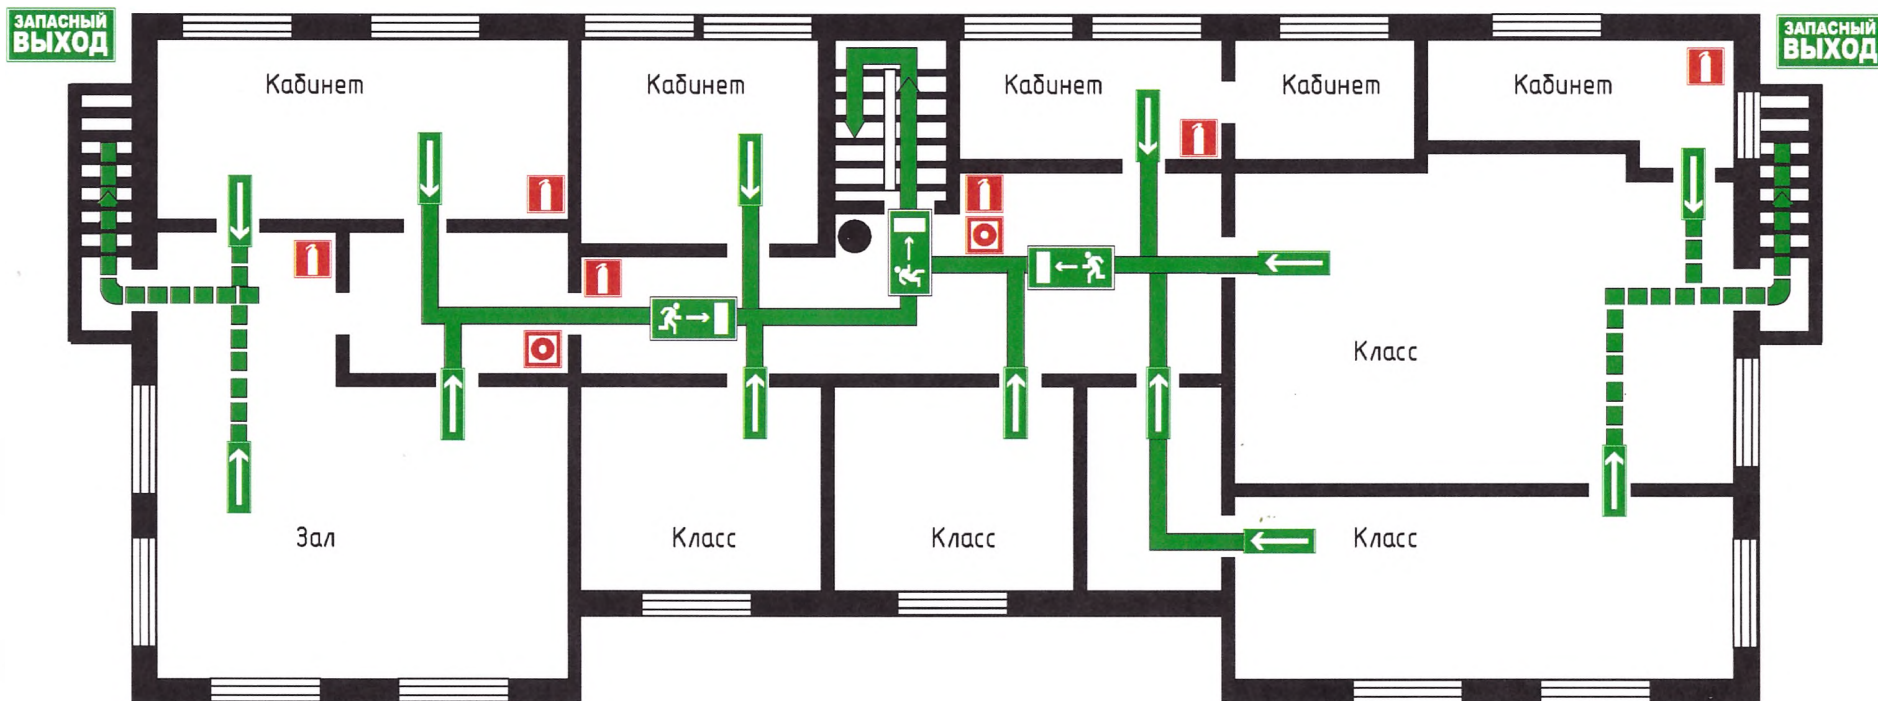 ЗАПАСНЫЙ
ВЫХОД
ЗАПАСНЫЙ
ВЫХОД
Кабинет
Кабинет
Кабинет
Кабинет
Кабинет
Класс
Зал
Класс
Класс
Класс